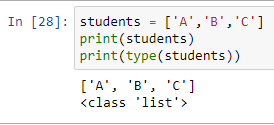 In [28]: students = ['A','B','C']
print(students)
print(type(students))
['A', 'B', 'C']
<class 'list'>